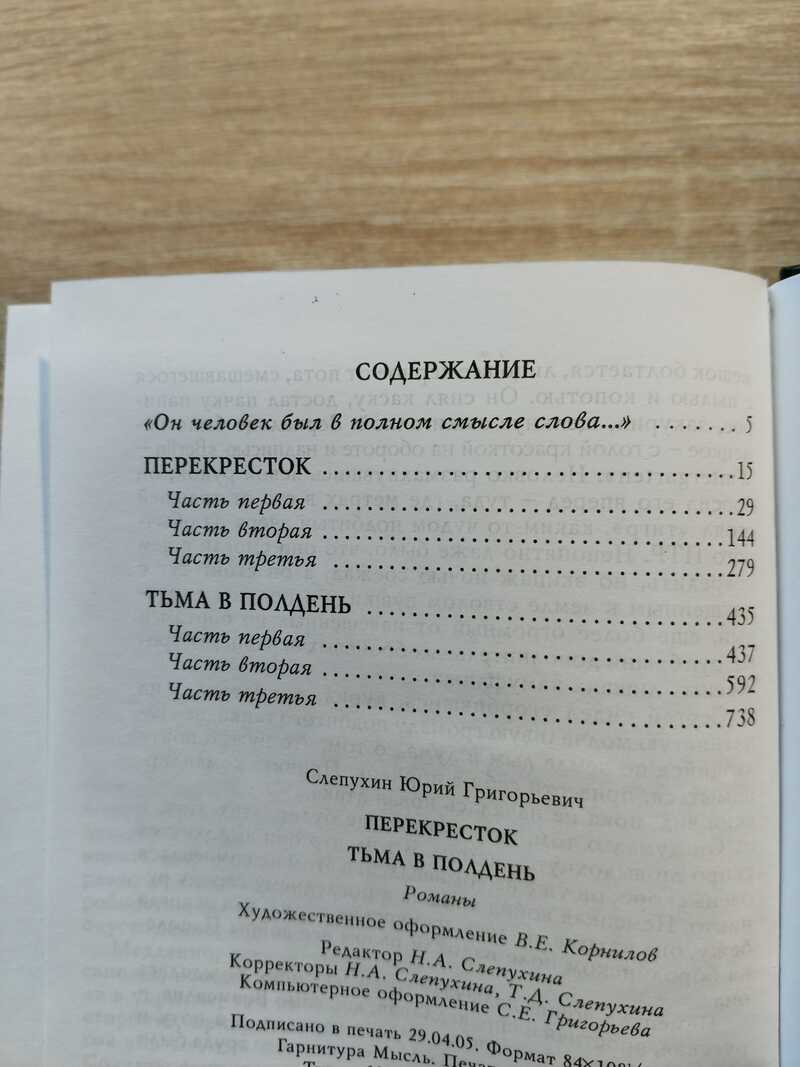 СОДЕРЖАНИЕ
«Он человек был в полном смысле слова...» ....... 5
ПЕРЕКРЕСТОК ........................................ 15
Часть первая ........................................ 29
Часть вторая ........................................ 144
Часть третья ........................................ 279
ТЬМА В ПОЛДЕНЬ ........................................ 435
Часть первая ........................................ 437
Часть вторая ........................................ 592
Часть третья ........................................ 738
Слепухин Юрий Григорьевич
ПЕРЕКРЕСТОК
ТЬМА В ПОЛДЕНЬ
Романы
Художественное оформление В.Е. Корнилов
Редактор Н.А. Слепухина
Корректоры Н.А. Слепухина, Т.Д. Слепухина
Компьютерное оформление С.Е. Григорьева
Подписано в печать 29.04.05. Формат
Гарнитура Мысль.